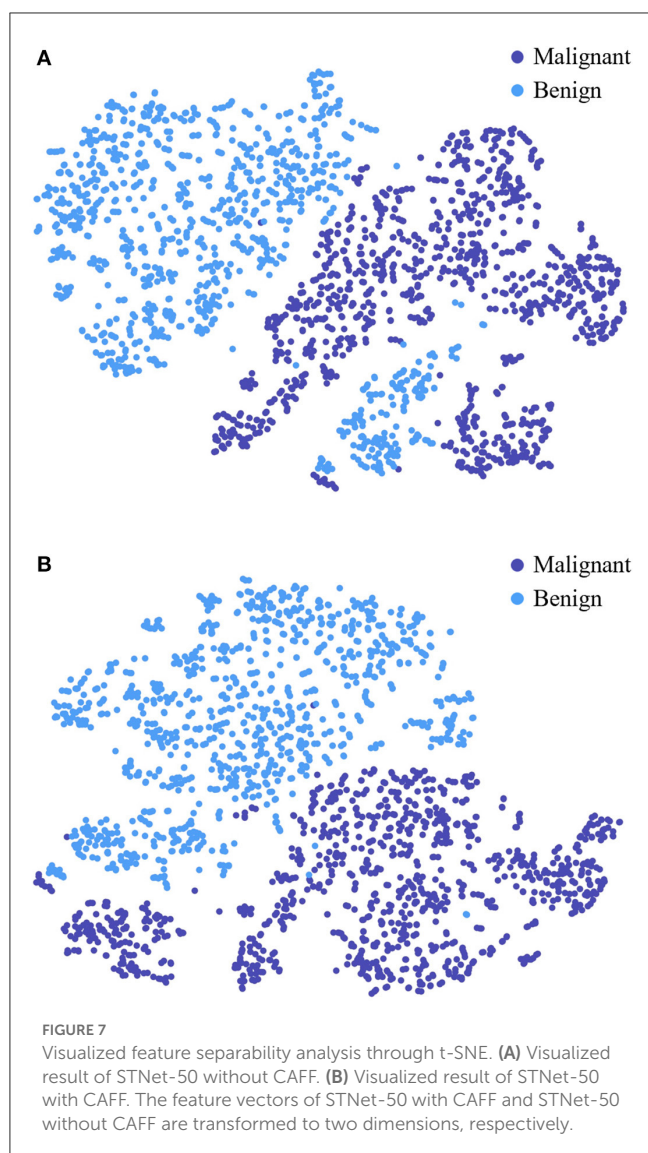 A
Malignant
Benign
B
Malignant
Benign
FIGURE 7
Visualized feature separability analysis through t-SNE. (A) Visualized
result of STNet-50 without CAFF. (B) Visualized result of STNet-50
with CAFF. The feature vectors of STNet-50 with CAFF and STNet-50
without CAFF are transformed to two dimensions, respectively.